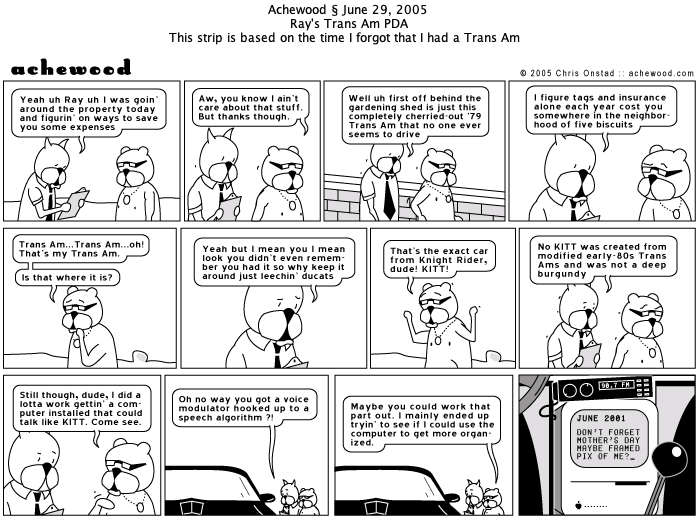 Achewood § June 29, 2005
Ray's Trans Am PDA
This strip is based on the time I forgot that I had a Trans Am
achewood
© 2005 Chris Onstad :: achewood.com
Yeah uh Ray uh I was goin'
around the property today
and figurin' on ways to save
you some expenses
Aw, you know I ain't
care about that stuff.
But thanks though.
Well uh first off behind the
gardening shed is just this
completely cherried-out '79
Trans Am that no one ever
seems to drive
I figure tags and insurance
alone each year cost you
somewhere in the neighbor-
hood of five biscuits
Trans Am...Trans Am...oh!
That's my Trans Am.
Is that where it is?
Yeah but I mean you I mean
look you didn't even remem-
ber you had it so why keep it
around just leechin' ducats
That's the exact car
from Knight Rider,
dude! KITT!
No KITT was created from
modified early-80s Trans
Ams and was not a deep
burgundy
Still though, dude, I did a
lotta work gettin' a com-
puter installed that could
talk like KITT. Come see.
Oh no way you got a voice
modulator hooked up to a
speech algorithm ?!
Maybe you could work that
part out. I mainly ended up
tryin' to see if I could use the
computer to get more organ-
ized.
98.7 FM
JUNE 2001
DON'T FORGET
MOTHER'S DAY
MAYBE FRAMED
PIX OF ME?_